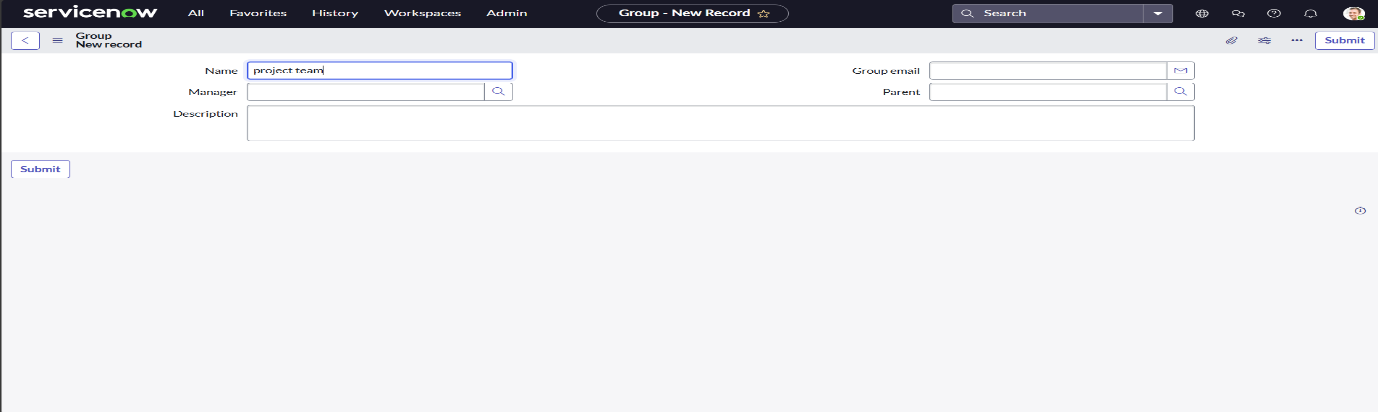 servicenow All Favorites History Workspaces Admin Group - New Record Search
Group
New record
Submit
Name project team Group email
Manager Parent
Description
Submit